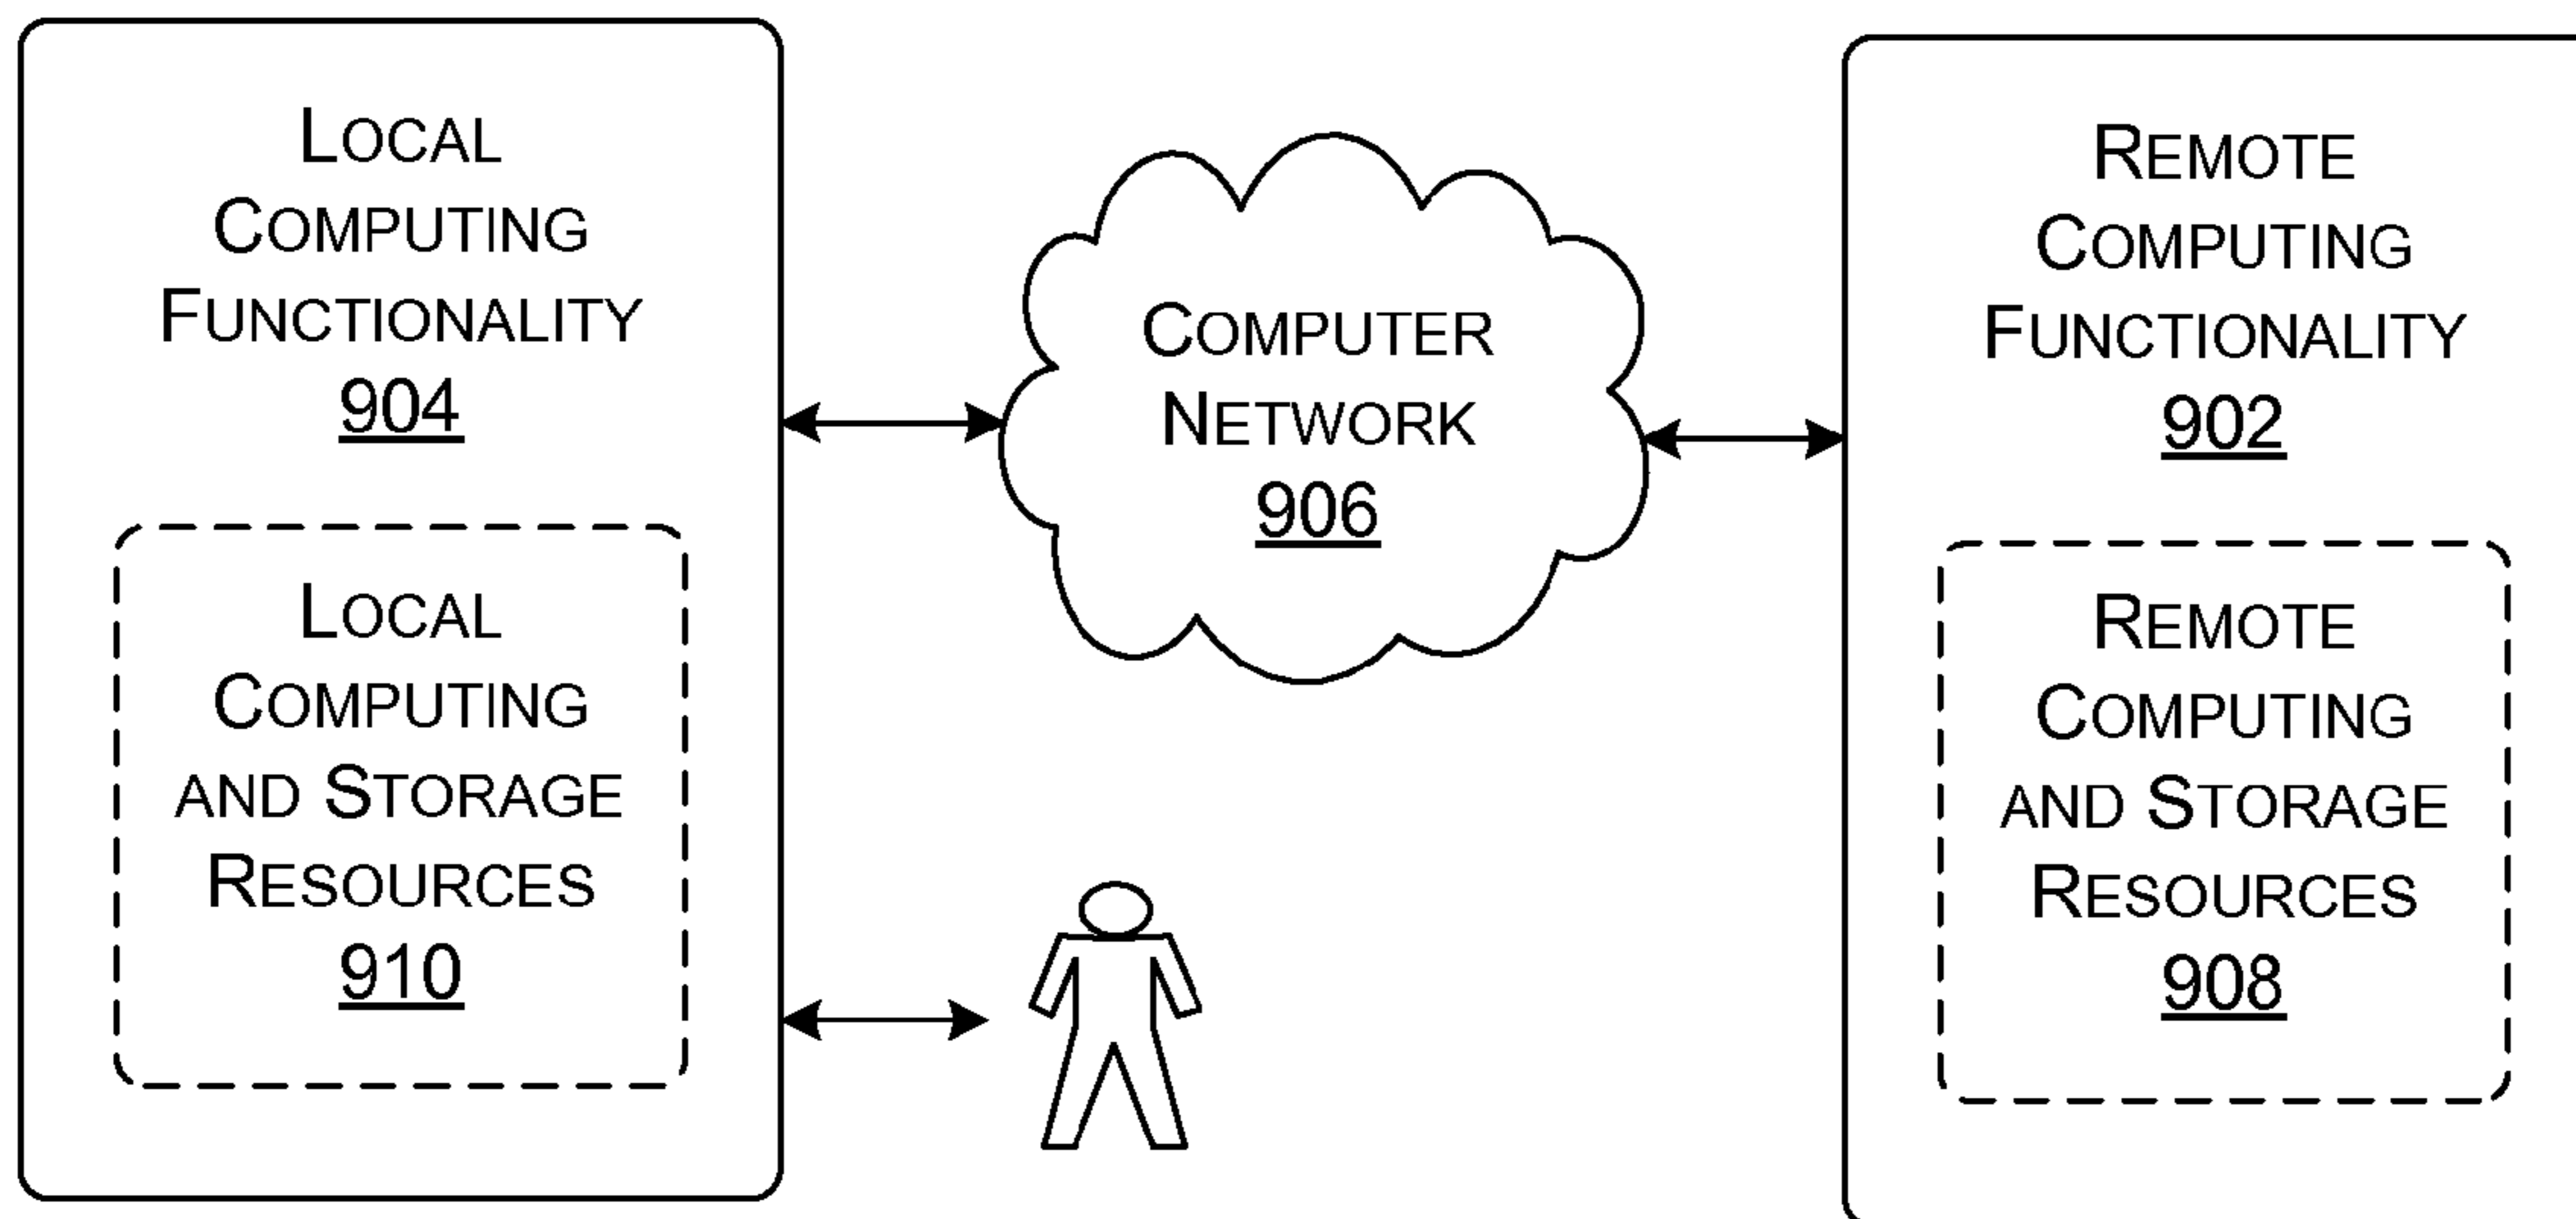 LOCAL
COMPUTING
FUNCTIONALITY
904
LOCAL
COMPUTING
AND STORAGE
RESOURCES
910
COMPUTER
NETWORK
906
REMOTE
COMPUTING
FUNCTIONALITY
902
REMOTE
COMPUTING
AND STORAGE
RESOURCES
908